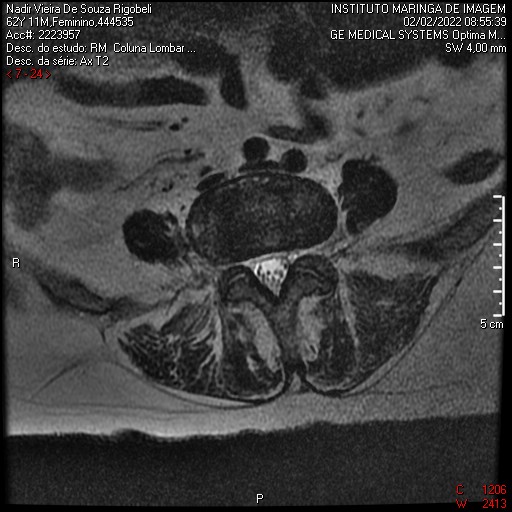 Nadir Vieira De Souza Rigobeli
62Y 11M,Feminino,444535
Acc#: 2223957
Desc. do estudo: RM Coluna Lombar ...
Desc. da série: Ax T2
< 7 - 24 >
INSTITUTO MARINGA DE IMAGEM
02/02/2022 08:55:39
GE MEDICAL SYSTEMS Optima M...
SW 4,00 mm
R
5 cm
P
C 1206
W 2413